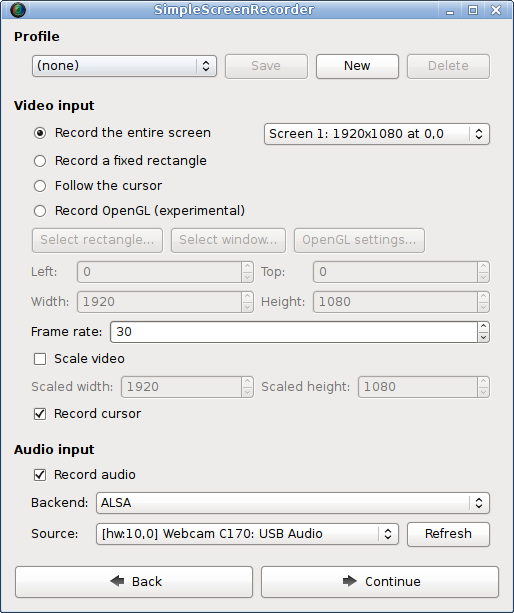 SimpleScreenRecorder
Profile
(none) Save New Delete
Video input
Record the entire screen Screen 1: 1920x1080 at 0,0
Record a fixed rectangle
Follow the cursor
Record OpenGL (experimental)
Select rectangle... Select window... OpenGL settings...
Left: 0 Top: 0
Width: 1920 Height: 1080
Frame rate: 30
Scale video
Scaled width: 1920 Scaled height: 1080
Record cursor
Audio input
Record audio
Backend: ALSA
Source: [hw:10,0] Webcam C170: USB Audio Refresh
Back Continue